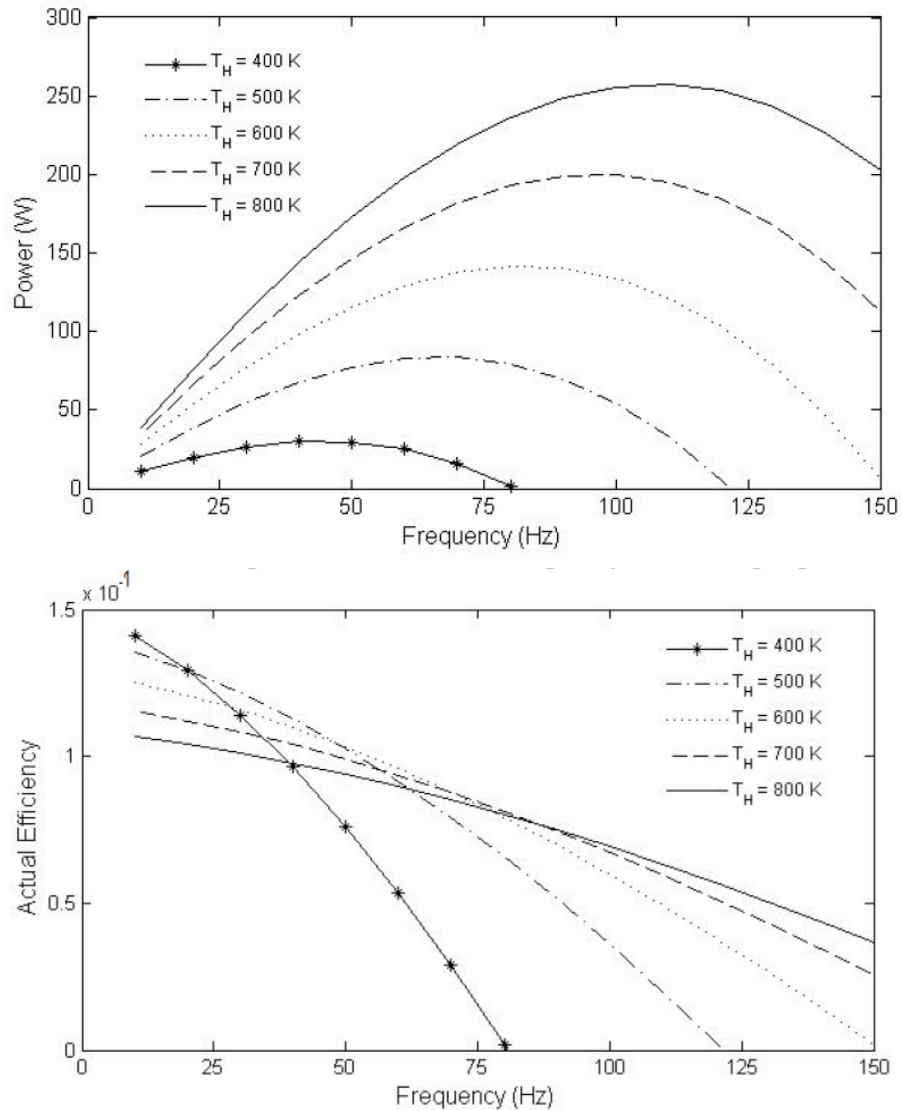 300
250
200
150
100
50
0
Power (W)
T_H = 400 K
T_H = 500 K
T_H = 600 K
T_H = 700 K
T_H = 800 K
0 25 50 75 100 125 150
Frequency (Hz)
x 10^-1
1.5
1
0.5
0
Actual Efficiency
T_H = 400 K
T_H = 500 K
T_H = 600 K
T_H = 700 K
T_H = 800 K
0 25 50 75 100 125 150
Frequency (Hz)